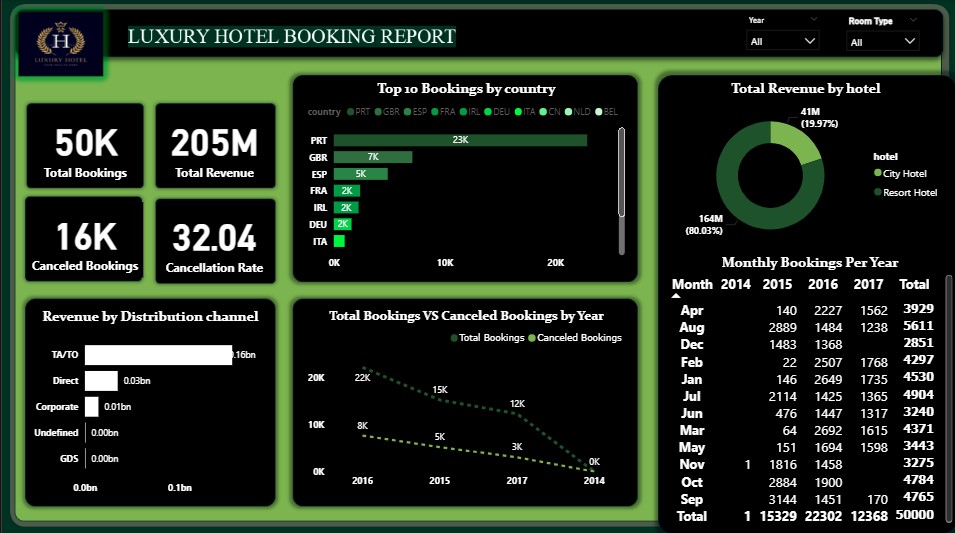 H
LUXURY HOTEL
LUXURY HOTEL BOOKING REPORT
Year
All
Room Type
All
50K
Total Bookings
205M
Total Revenue
16K
Canceled Bookings
32.04
Cancellation Rate
Top 10 Bookings by country
country PRT GBR ESP FRA IRL DEU ITA CN NLD BEL
PRT 23K
GBR 7K
ESP 5K
FRA 2K
IRL 2K
DEU 2K
ITA
0K 10K 20K
Total Revenue by hotel
41M
(19.97%)
164M
(80.03%)
hotel
City Hotel
Resort Hotel
Revenue by Distribution channel
TA/TO 0.16bn
Direct 0.03bn
Corporate 0.01bn
Undefined 0.00bn
GDS 0.00bn
0.0bn 0.1bn
Total Bookings VS Canceled Bookings by Year
Total Bookings Canceled Bookings
20K
10K
0K
22K 15K 12K 0K
8K 5K 3K
2016 2015 2017 2014
Monthly Bookings Per Year
Month 2014 2015 2016 2017 Total
Apr 140 2227 1562 3929
Aug 2889 1484 1238 5611
Dec 1483 1368 2851
Feb 22 2507 1768 4297
Jan 146 2649 1735 4530
Jul 2114 1425 1365 4904
Jun 476 1447 1317 3240
Mar 64 2692 1615 4371
May 151 1694 1598 3443
Nov 1 1816 1458 3275
Oct 2884 1900 4784
Sep 3144 1451 170 4765
Total 1 15329 22302 12368 50000